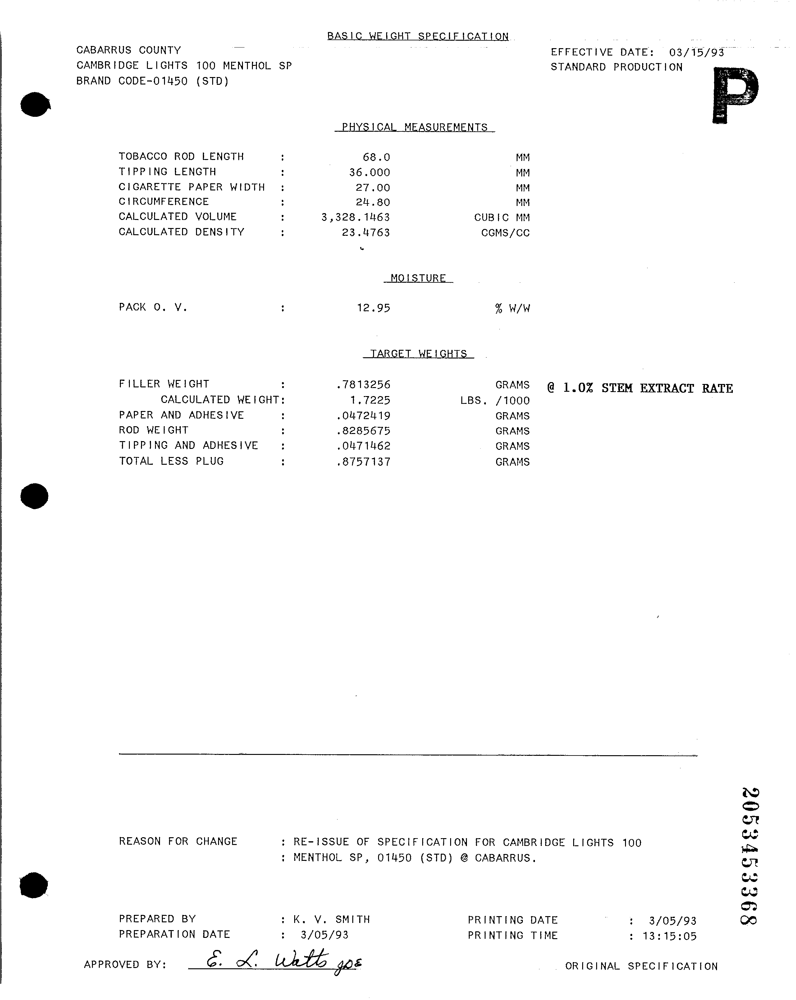 BASIC WEIGHT SPECIFICATION
CABARRUS COUNTY EFFECTIVE DATE: 03/15/93
CAMBRIDGE LIGHTS 100 MENTHOL SP STANDARD PRODUCTION
BRAND CODE-01450 (STD)
P
PHYSICAL MEASUREMENTS
TOBACCO ROD LENGTH : 68.0 MM
TIPPING LENGTH : 36.000 MM
CIGARETTE PAPER WIDTH : 27.00 MM
CIRCUMFERENCE : 24.80 MM
CALCULATED VOLUME : 3,328.1463 CUBIC MM
CALCULATED DENSITY : 23.4763 CGMS/CC
MOISTURE
PACK O. V. : 12.95 % W/W
TARGET WEIGHTS
FILLER WEIGHT : .7813256 GRAMS @ 1.0% STEM EXTRACT RATE
CALCULATED WEIGHT: 1.7225 LBS. /1000
PAPER AND ADHESIVE : .0472419 GRAMS
ROD WEIGHT : .8285675 GRAMS
TIPPING AND ADHESIVE : .0471462 GRAMS
TOTAL LESS PLUG : .8757137 GRAMS
2053453368
REASON FOR CHANGE : RE-ISSUE OF SPECIFICATION FOR CAMBRIDGE LIGHTS 100
: MENTHOL SP, 01450 (STD) @ CABARRUS.
PREPARED BY : K. V. SMITH PRINTING DATE : 3/05/93
PREPARATION DATE : 3/05/93 PRINTING TIME : 13:15:05
APPROVED BY: E. L. Watts
ORIGINAL SPECIFICATION